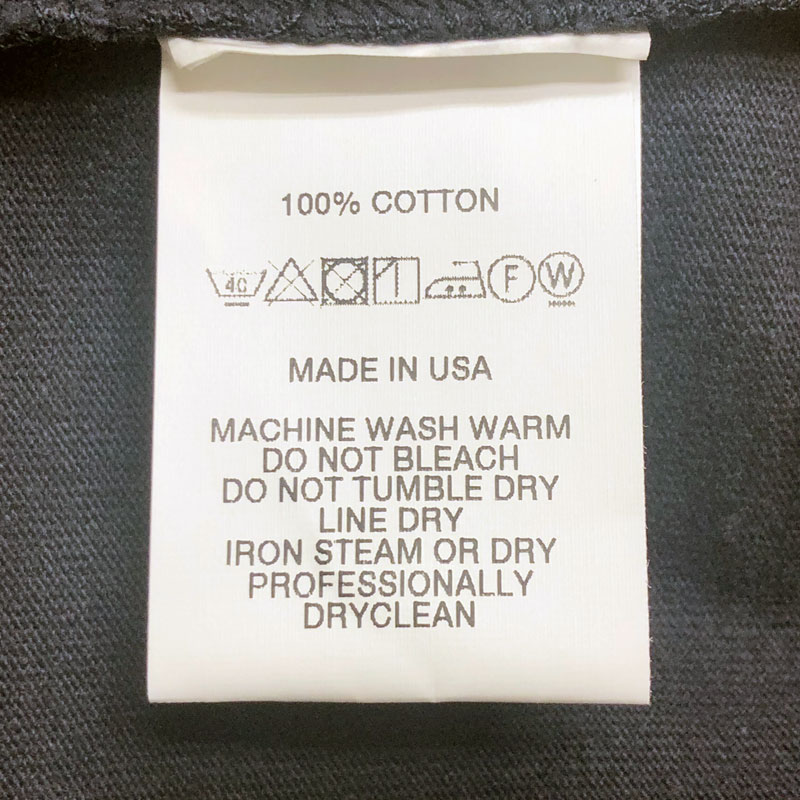 100% COTTON
40 F W
MADE IN USA
MACHINE WASH WARM
DO NOT BLEACH
DO NOT TUMBLE DRY
LINE DRY
IRON STEAM OR DRY
PROFESSIONALLY
DRYCLEAN